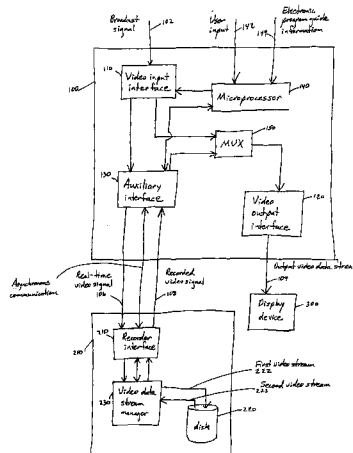 Broadcast
signal
102
User
input
142
Electronic
program guide
information
144
100
110
Video input
interface
140
Microprocessor
150
MUX
130
Auxiliary
interface
120
Video
output
interface
Asynchronous
communication
Real-time
video signal
106
Recorded
video signal
108
Output video data stream
104
Display
device
300
210
210
Recorder
interface
230
Video data
stream
manager
First video stream
222
Second video stream
223
disk
220